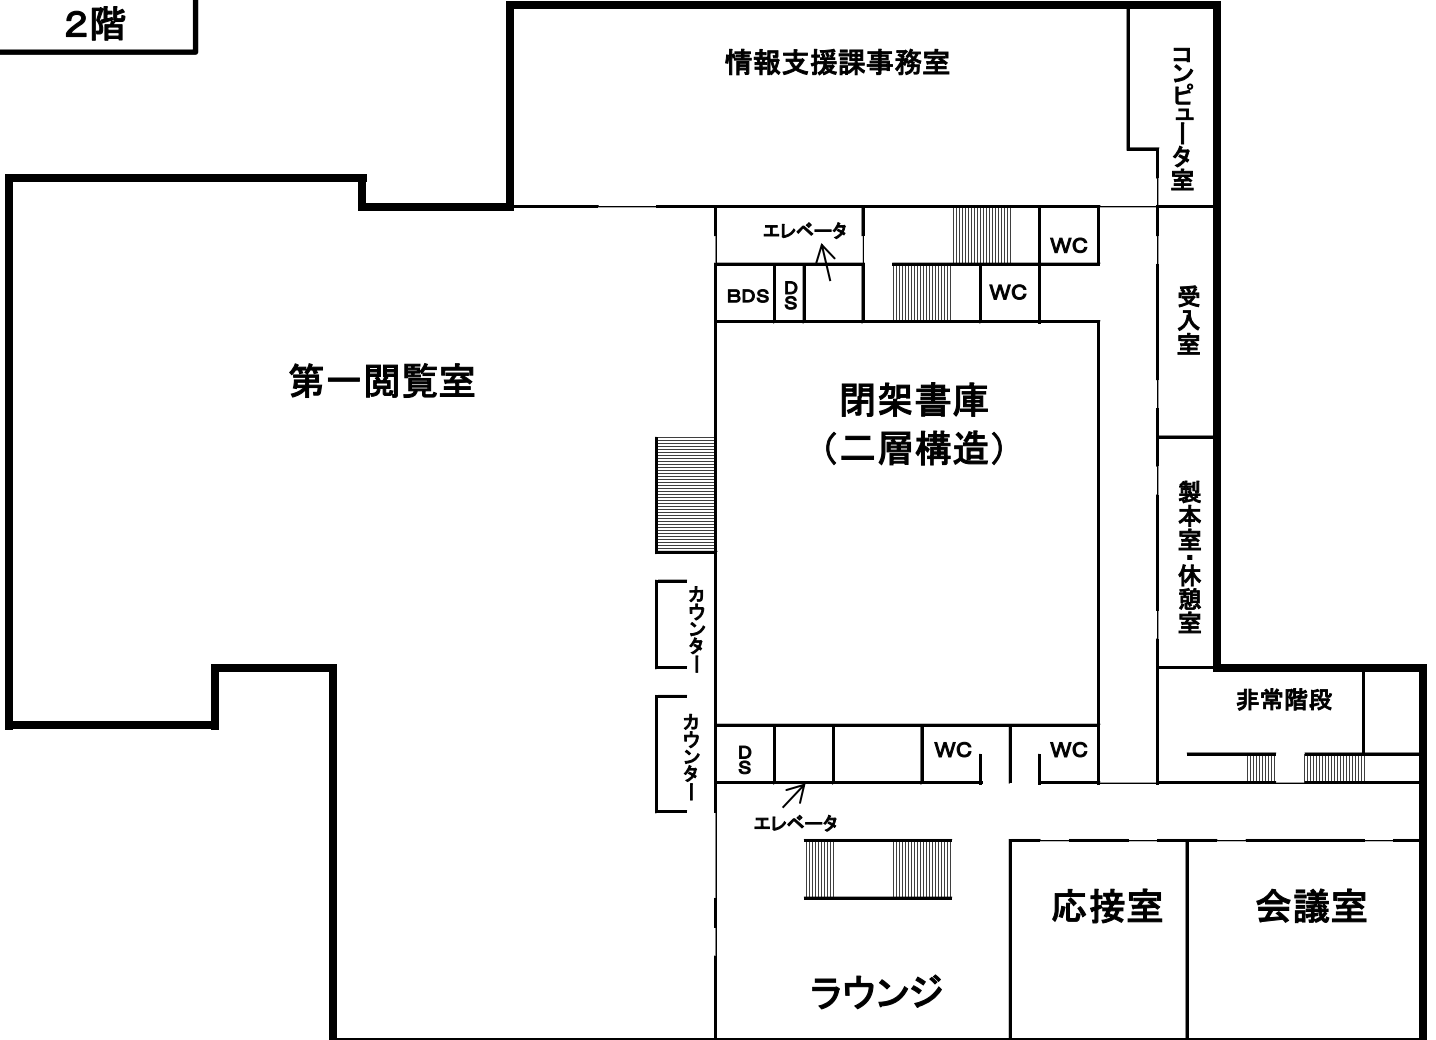 ２階
情報支援課事務室
コンピュータ室
エレベータ
WC
BDS
DS
WC
受入室
第一閲覧室
閉架書庫
（二層構造）
製本室・休憩室
カウンター
非常階段
カウンター
DS
WC
WC
エレベータ
応接室
会議室
ラウンジ